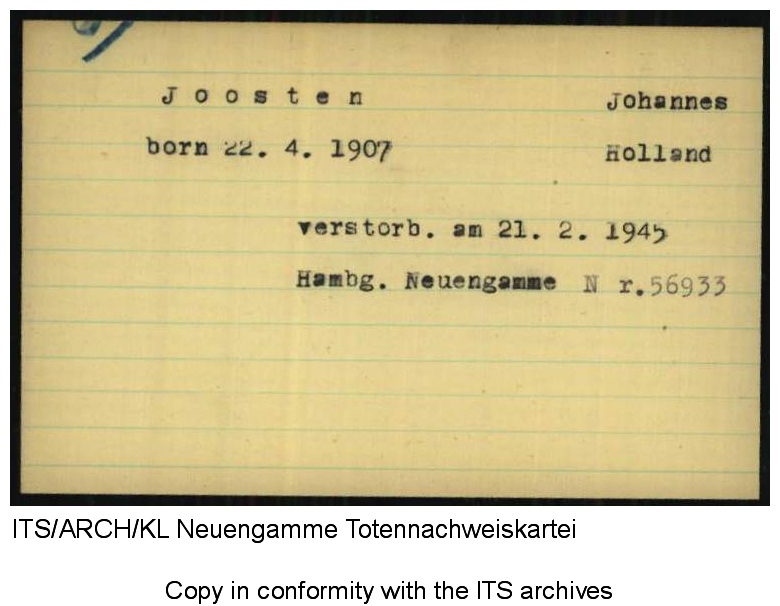 Joosten Johannes
born 22. 4. 1907 Holland
verstorb. am 21. 2. 1945
Hambg. Neuengamme N r.56933
ITS/ARCH/KL Neuengamme Totennachweiskartei
Copy in conformity with the ITS archives